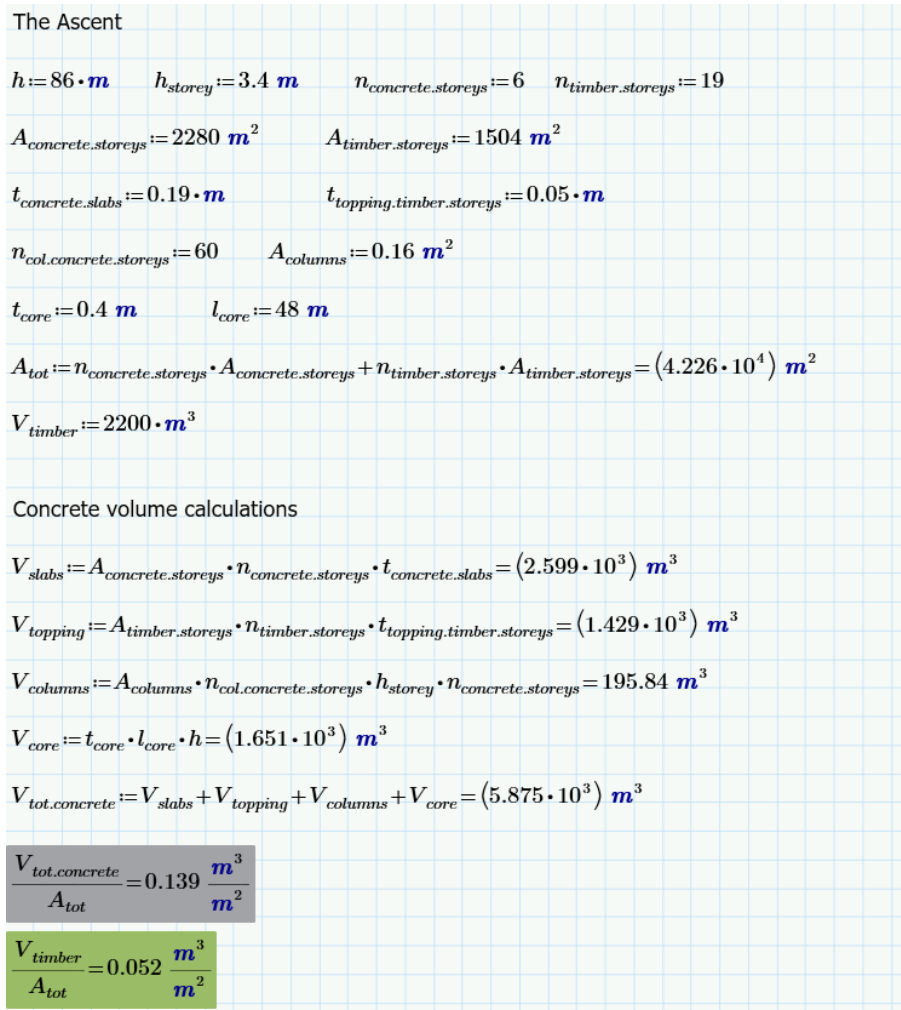 The Ascent
h:=86·m h_storey:=3.4 m n_concrete.storeys:=6 n_timber.storeys:=19
A_concrete.storeys:=2280 m² A_timber.storeys:=1504 m²
t_concrete.slabs:=0.19·m t_topping.timber.storeys:=0.05·m
n_col.concrete.storeys:=60 A_columns:=0.16 m²
t_core:=0.4 m l_core:=48 m
A_tot:=n_concrete.storeys·A_concrete.storeys+n_timber.storeys·A_timber.storeys=(4.226·10⁴) m²
V_timber:=2200·m³
Concrete volume calculations
V_slabs:=A_concrete.storeys·n_concrete.storeys·t_concrete.slabs=(2.599·10³) m³
V_topping:=A_timber.storeys·n_timber.storeys·t_topping.timber.storeys=(1.429·10³) m³
V_columns:=A_columns·n_col.concrete.storeys·h_storey·n_concrete.storeys=195.84 m³
V_core:=t_core·l_core·h=(1.651·10³) m³
V_tot.concrete:=V_slabs+V_topping+V_columns+V_core=(5.875·10³) m³
V_tot.concrete/A_tot=0.139 m³/m²
V_timber/A_tot=0.052 m³/m²